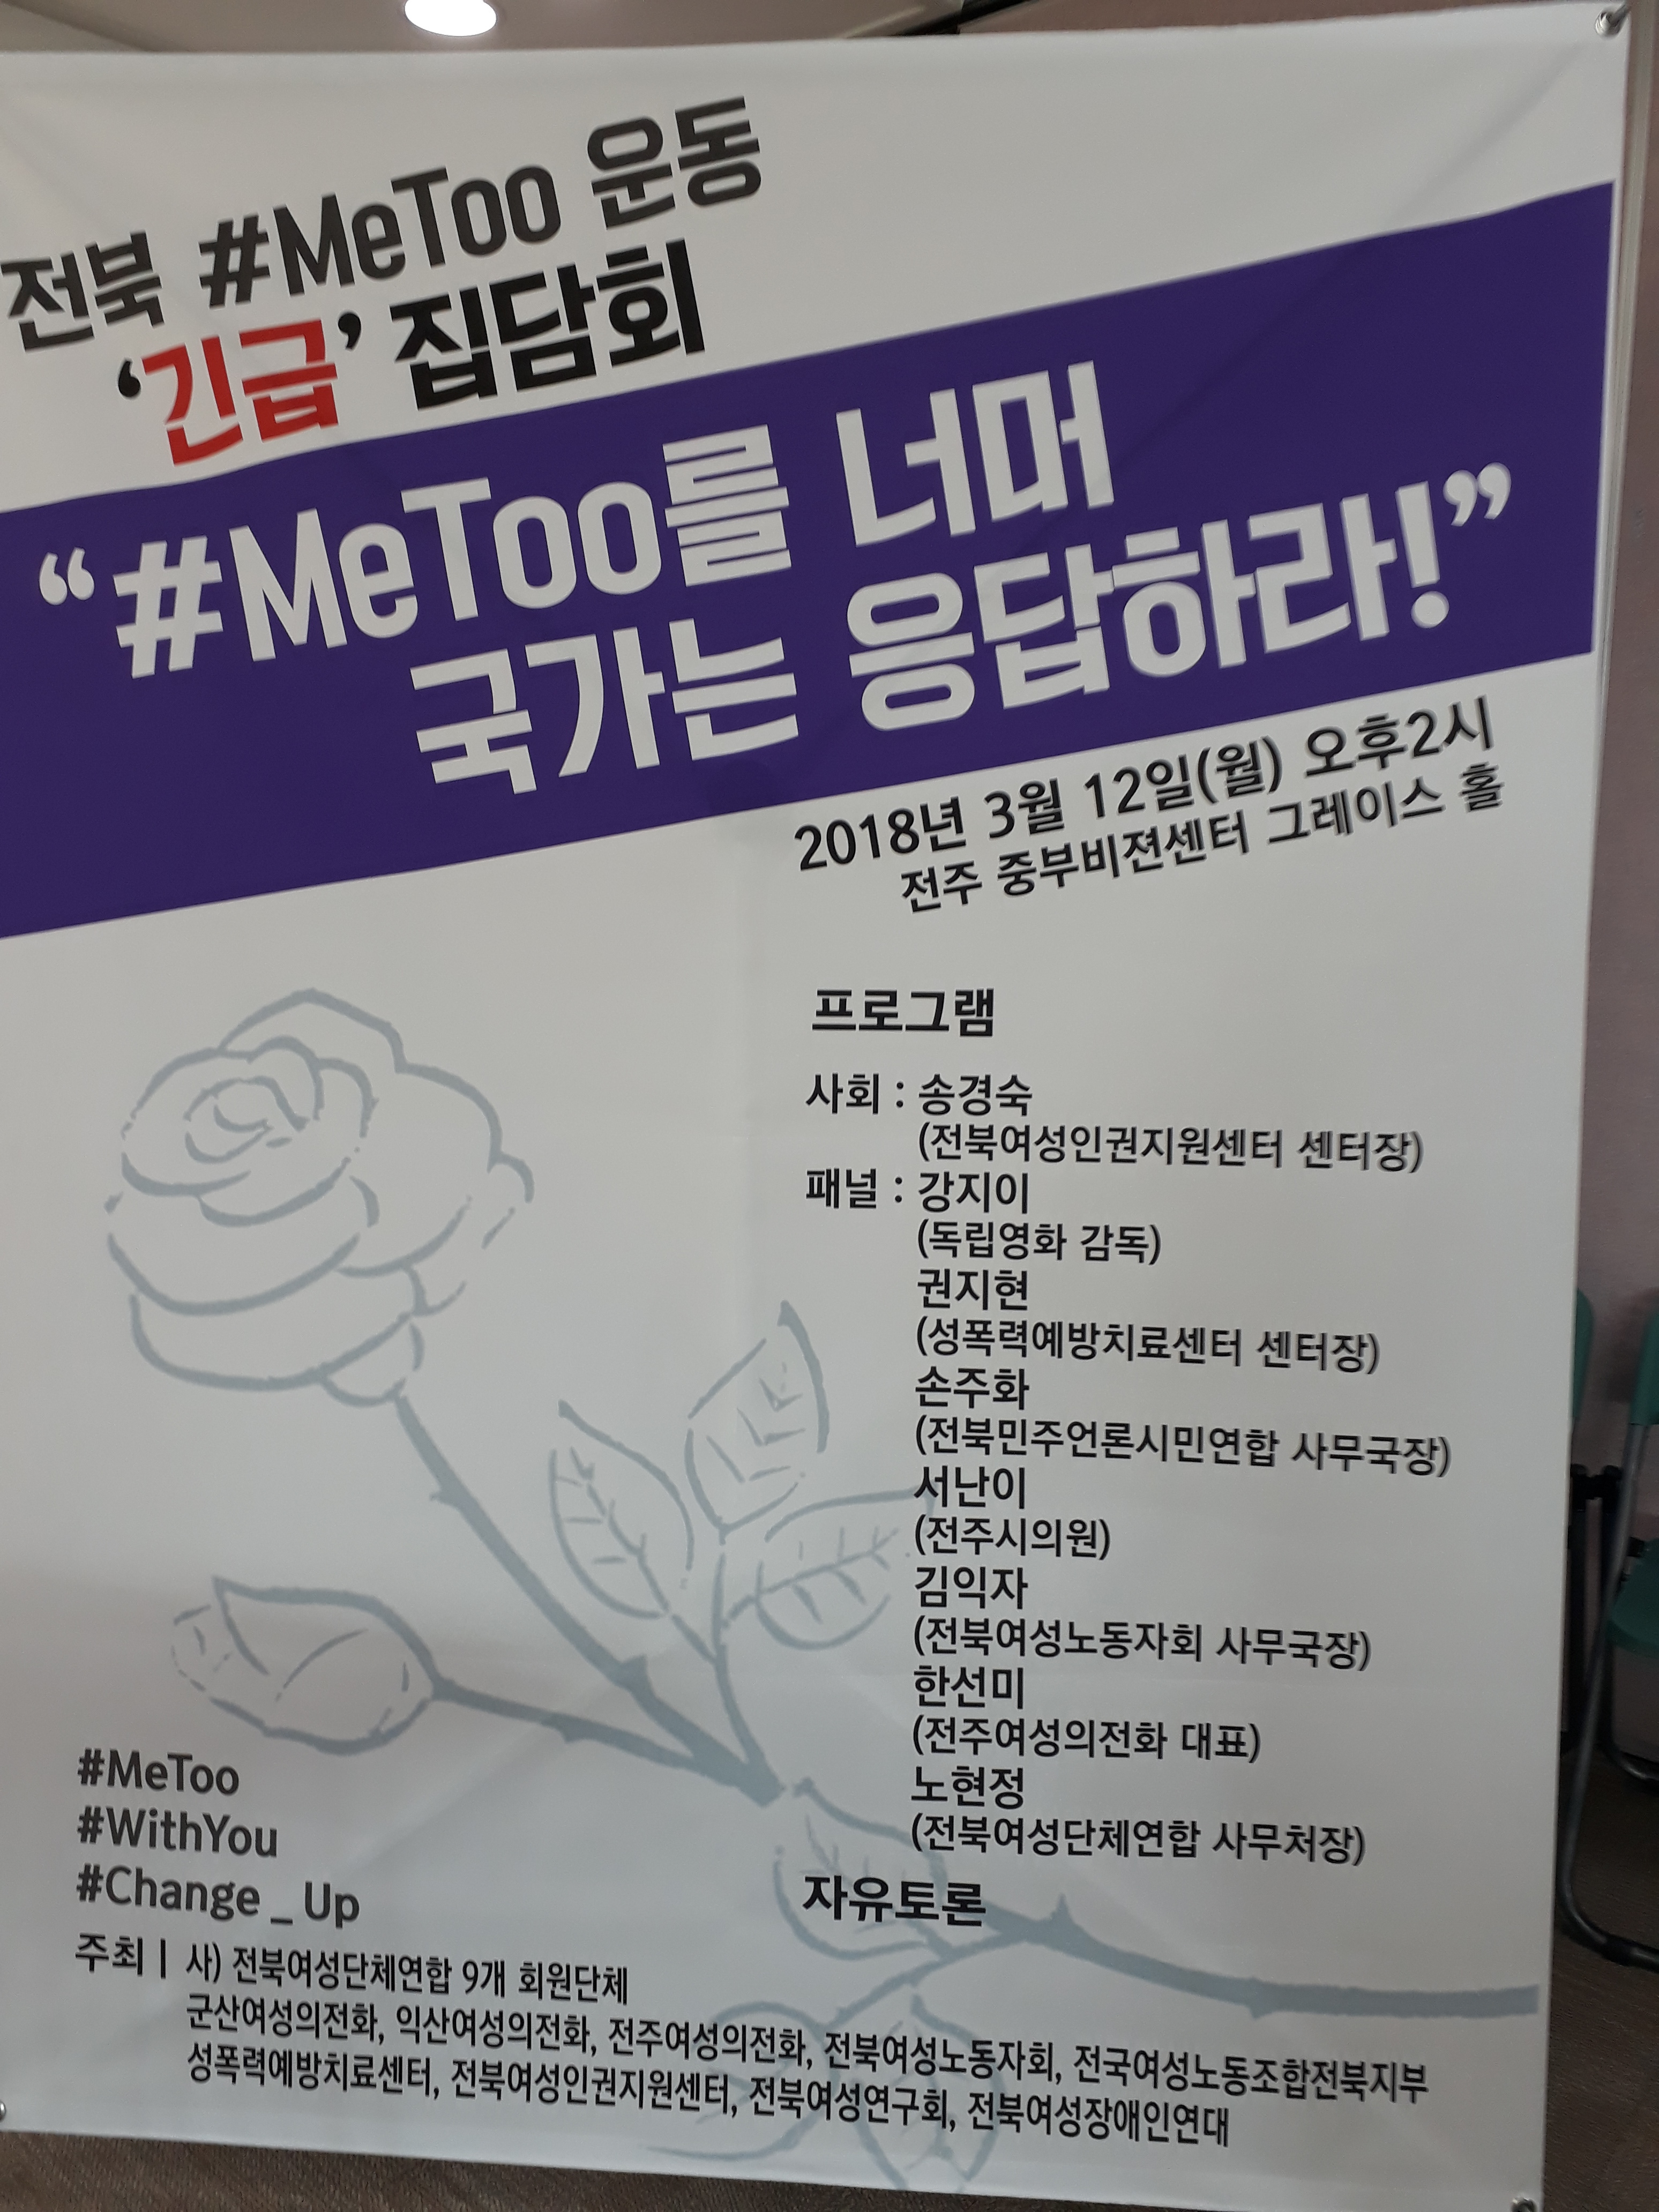 전북 #MeToo 운동
‘긴급’ 집담회
“#MeToo를 너머
국가는 응답하라!”
2018년 3월 12일(월) 오후2시
전주 중부비젼센터 그레이스 홀
프로그램
사회 : 송경숙
(전북여성인권지원센터 센터장)
패널 : 강지이
(독립영화 감독)
권지현
(성폭력예방치료센터 센터장)
손주화
(전북민주언론시민연합 사무국장)
서난이
(전주시의원)
김익자
(전북여성노동자회 사무국장)
한선미
(전주여성의전화 대표)
노현정
(전북여성단체연합 사무처장)
자유토론
#MeToo
#WithYou
#Change _ Up
주최ㅣ 사) 전북여성단체연합 9개 회원단체
군산여성의전화, 익산여성의전화, 전주여성의전화, 전북여성노동자회, 전국여성노동조합전북지부
성폭력예방치료센터, 전북여성인권지원센터, 전북여성연구회, 전북여성장애인연대